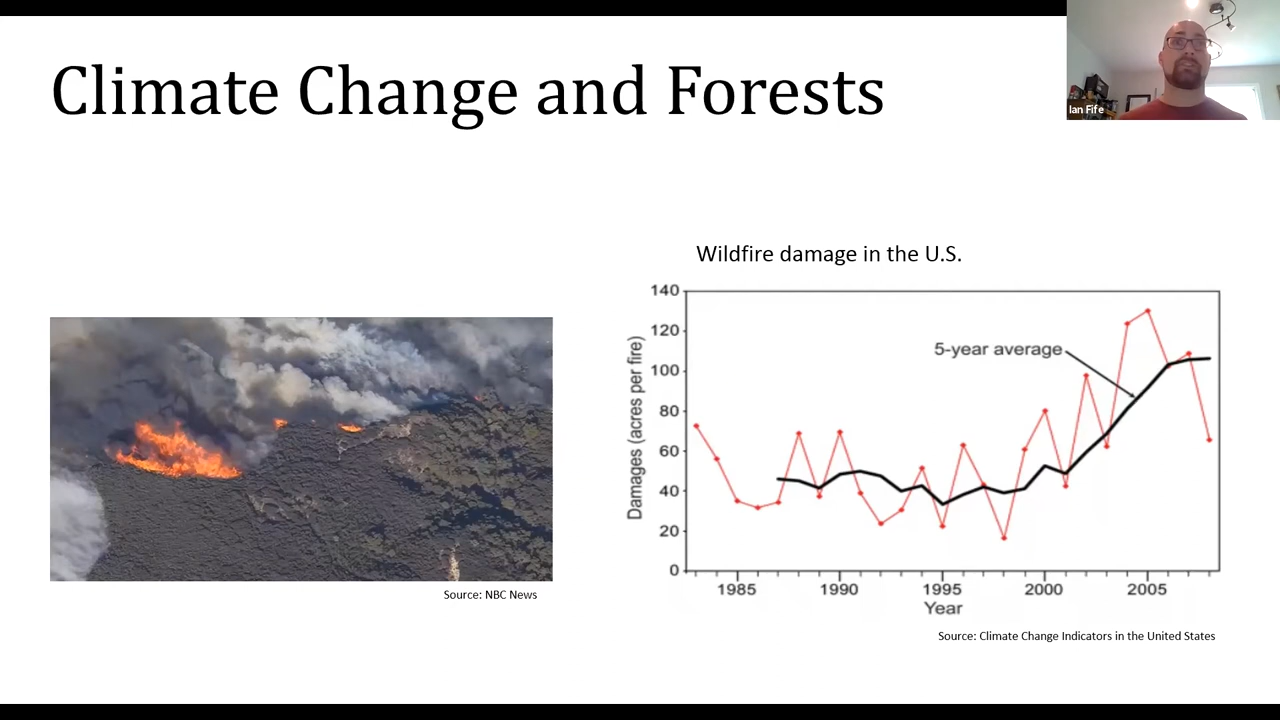 Climate Change and Forests
Ian Fife
Wildfire damage in the U.S.
140
120
100
80
60
40
20
0
Damages (acres per fire)
5-year average
1985
1990
1995
2000
2005
Year
Source: NBC News
Source: Climate Change Indicators in the United States